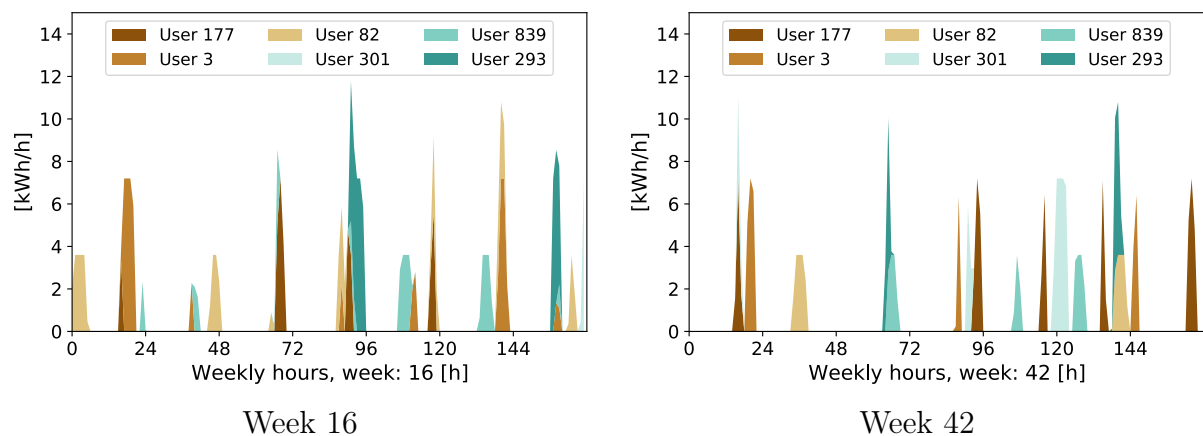 User 177 User 82 User 839
User 3 User 301 User 293
[kWh/h]
14
12
10
8
6
4
2
0
0 24 48 72 96 120 144
Weekly hours, week: 16 [h]
Week 16
User 177 User 82 User 839
User 3 User 301 User 293
[kWh/h]
14
12
10
8
6
4
2
0
0 24 48 72 96 120 144
Weekly hours, week: 42 [h]
Week 42